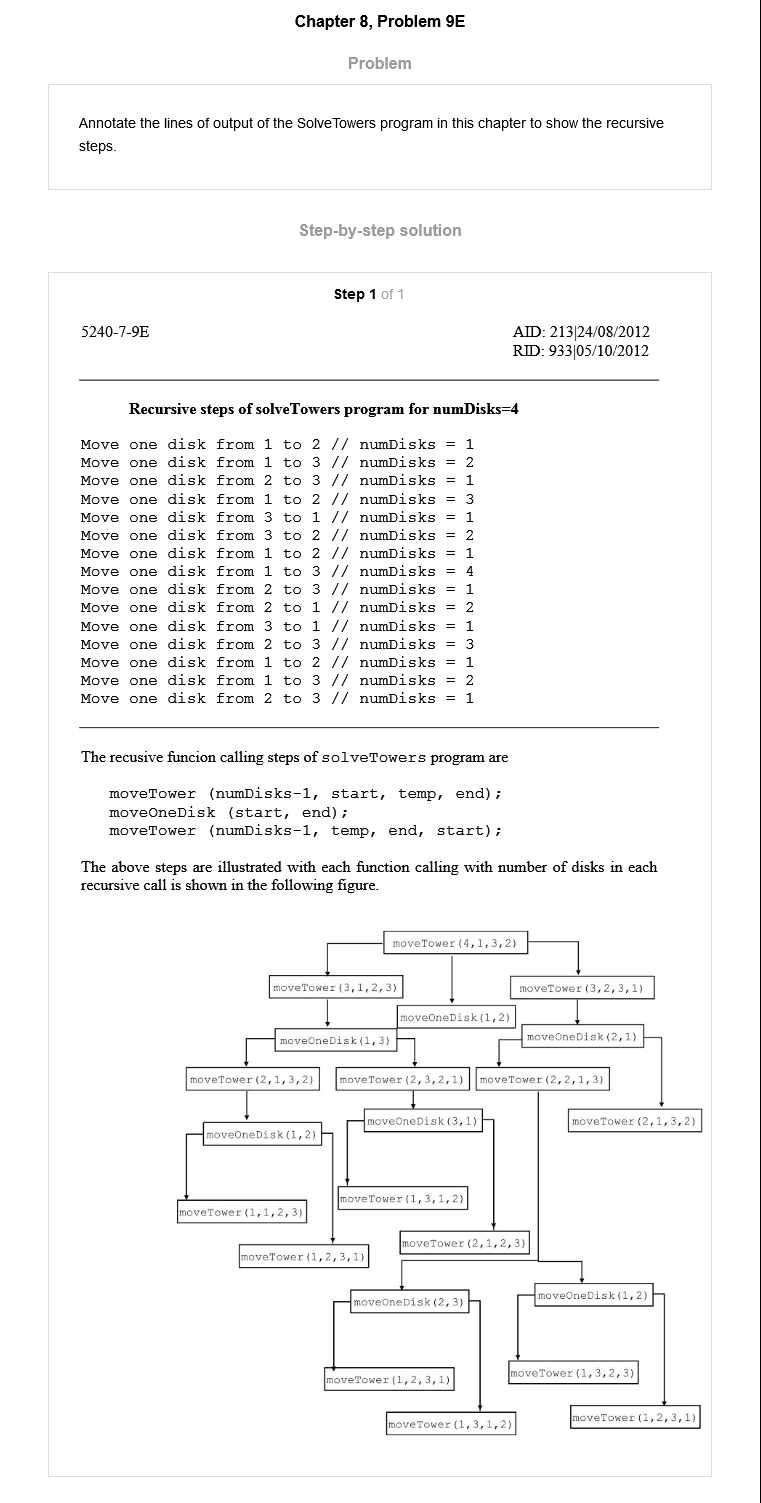 Chapter 8, Problem 9E
Problem
Annotate the lines of output of the SolveTowers program in this chapter to show the recursive
steps.
Step-by-step solution
Step 1 of 1
5240-7-9E
AID: 213|24/08/2012
RID: 933|05/10/2012
Recursive steps of solveTowers program for numDisks=4
Move one disk from 1 to 2 // numDisks = 1
Move one disk from 1 to 3 // numDisks = 2
Move one disk from 2 to 3 // numDisks = 1
Move one disk from 1 to 2 // numDisks = 3
Move one disk from 3 to 1 // numDisks = 1
Move one disk from 3 to 2 // numDisks = 2
Move one disk from 1 to 2 // numDisks = 1
Move one disk from 1 to 3 // numDisks = 4
Move one disk from 2 to 3 // numDisks = 1
Move one disk from 2 to 1 // numDisks = 2
Move one disk from 3 to 1 // numDisks = 1
Move one disk from 2 to 3 // numDisks = 3
Move one disk from 1 to 2 // numDisks = 1
Move one disk from 1 to 3 // numDisks = 2
Move one disk from 2 to 3 // numDisks = 1
The recusive funcion calling steps of solveTowers program are
moveTower (numDisks-1, start, temp, end);
moveOneDisk (start, end);
moveTower (numDisks-1, temp, end, start);
The above steps are illustrated with each function calling with number of disks in each
recursive call is shown in the following figure.
moveTower(4,1,3,2)
moveTower(3,1,2,3)
moveTower(3,2,3,1)
moveOneDisk(1,2)
moveOneDisk(1,3)
moveOneDisk(2,1)
moveTower(2,1,3,2)
moveTower(2,3,2,1)
moveTower(2,2,1,3)
moveOneDisk(3,1)
moveTower(2,1,3,2)
moveOneDisk(1,2)
moveTower(1,3,1,2)
moveTower(1,1,2,3)
moveTower(2,1,2,3)
moveTower(1,2,3,1)
moveOneDisk(2,3)
moveOneDisk(1,2)
moveTower(1,3,2,3)
moveTower(1,2,3,1)
moveTower(1,3,1,2)
moveTower(1,2,3,1)